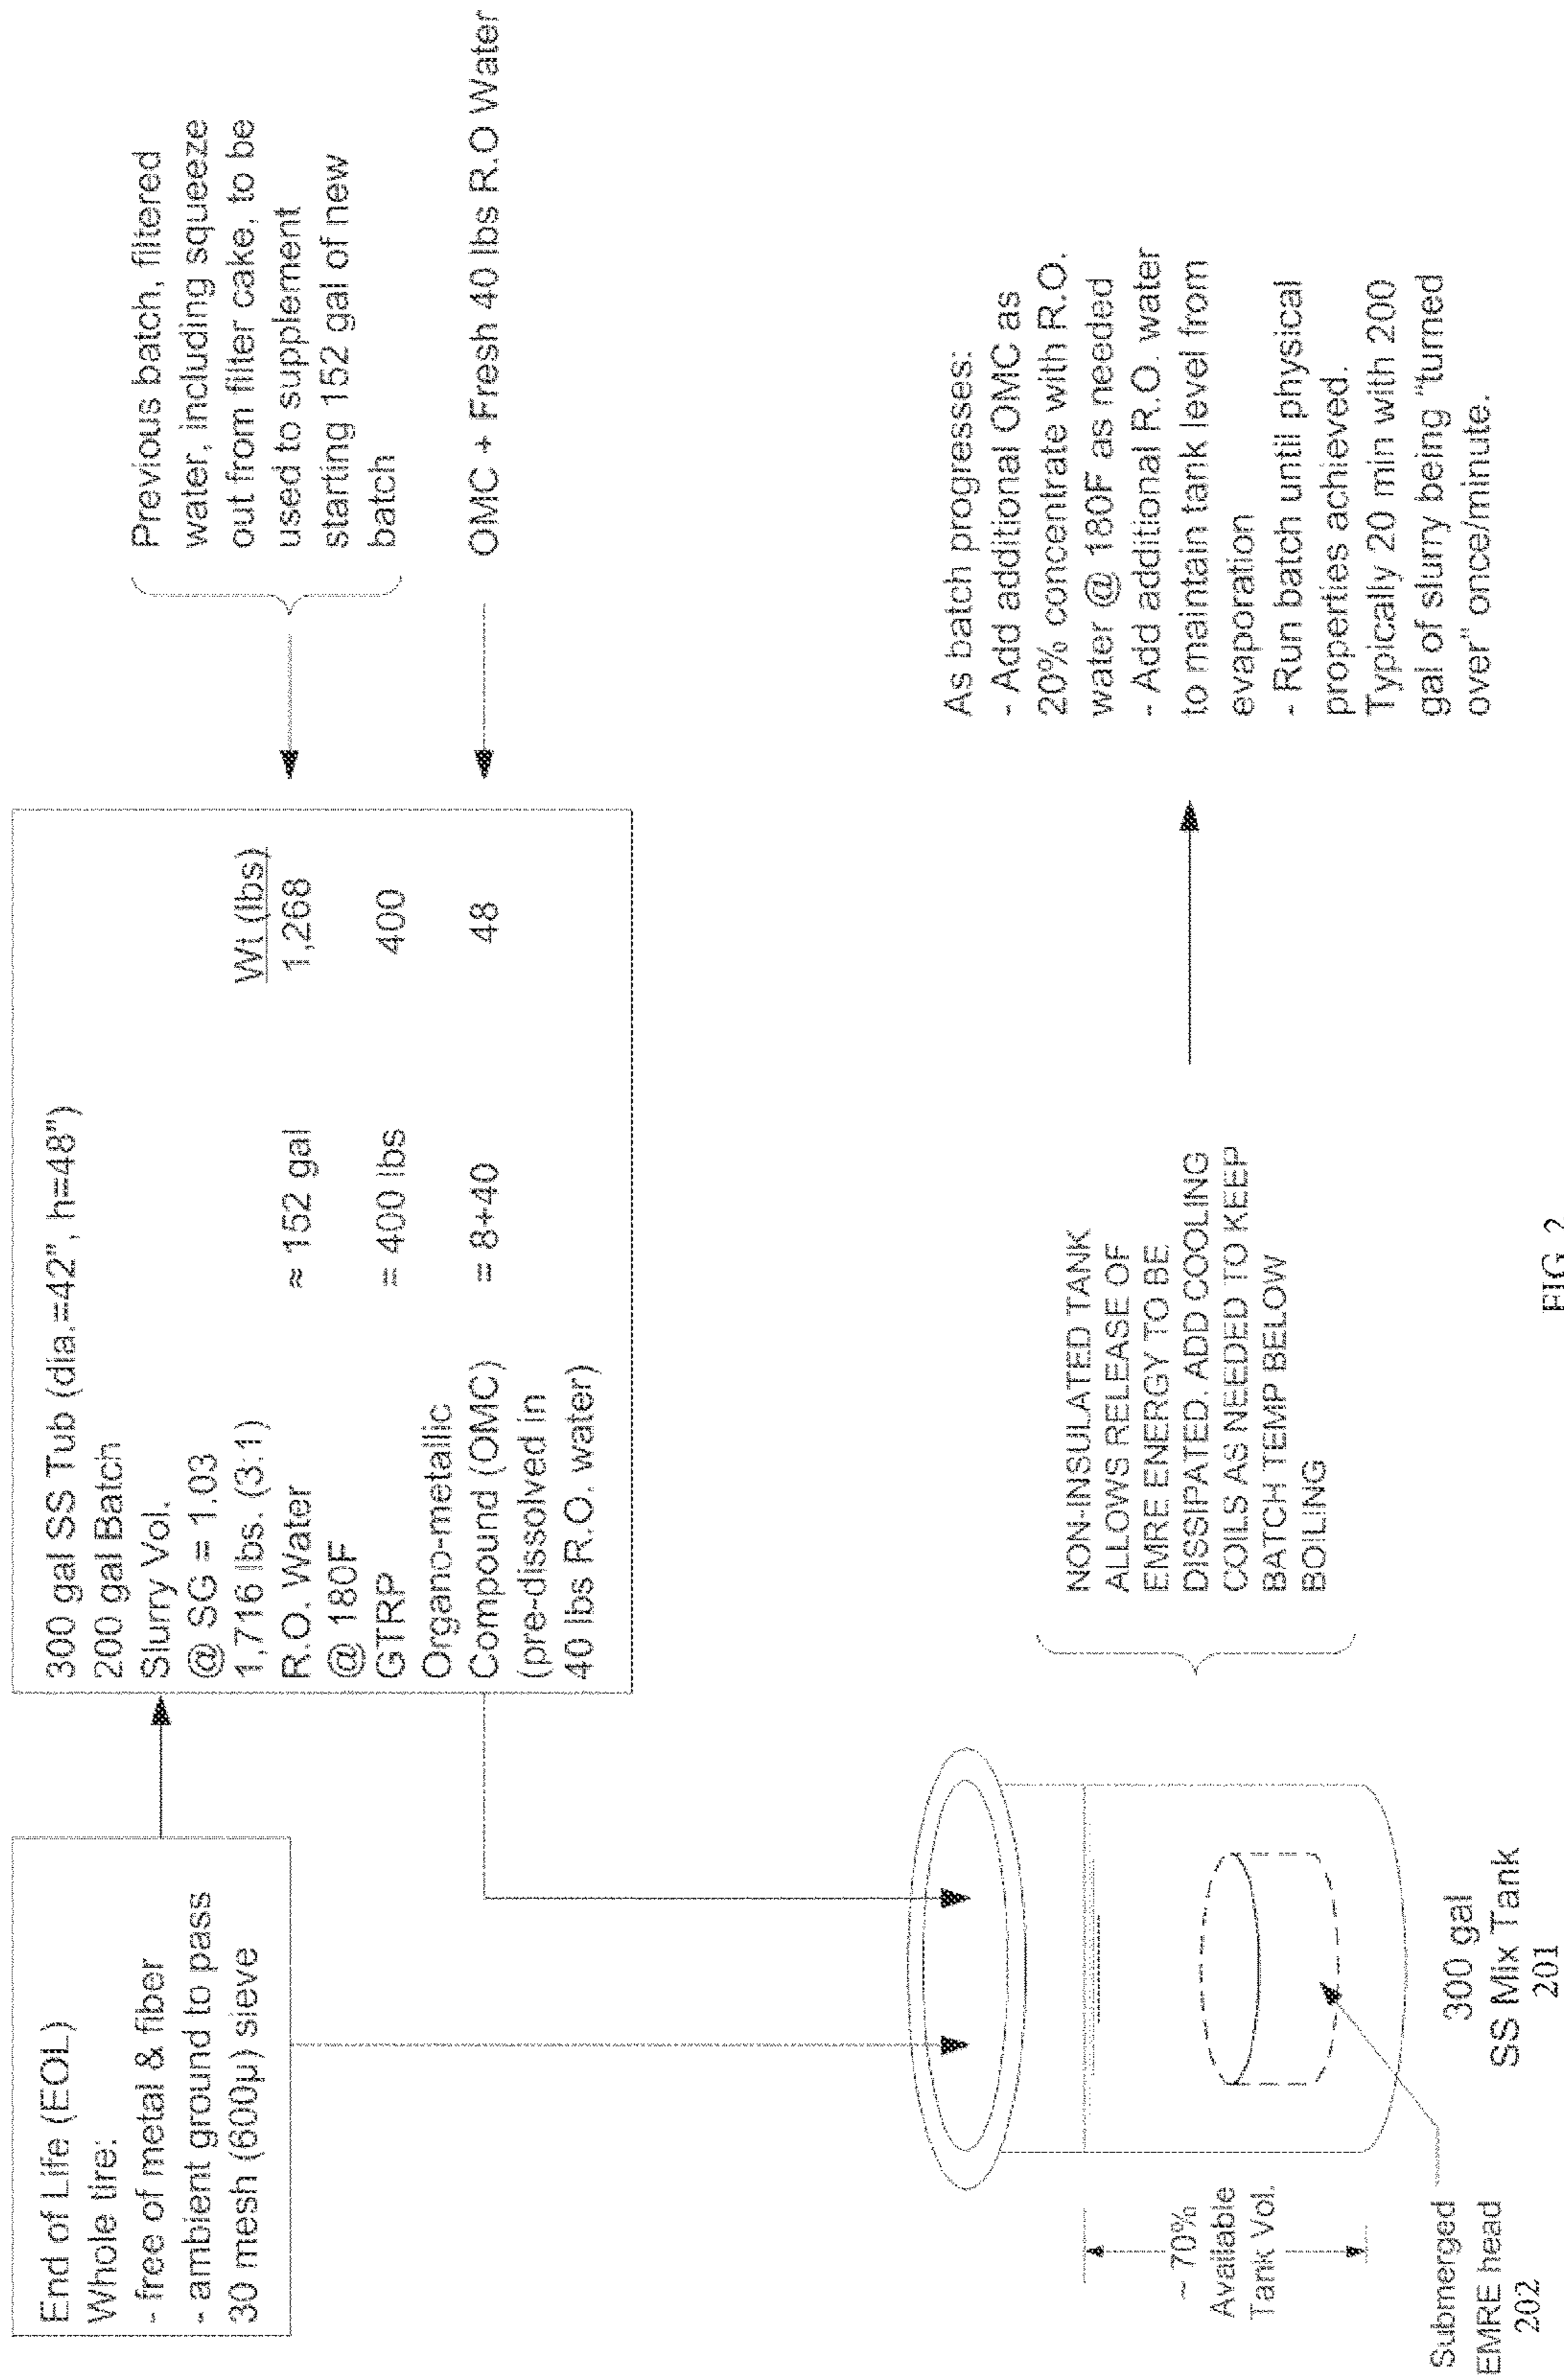 End of Life (EOL)
Whole tire:
- free of metal & fiber
- ambient ground to pass
30 mesh (600µ) sieve
300 gal SS Tub (dia.=42", h=48")
200 gal Batch
Slurry Vol.
@ SG = 1.03
1,716 lbs. (3:1) Wt (lbs)
R.O. Water ≈ 152 gal 1,268
@ 180F
GTRP = 400 lbs 400
Organo-metallic
Compound (OMC) = 8+40 48
(pre-dissolved in
40 lbs R.O. water)
Previous batch, filtered
water, including squeeze
out from filter cake, to be
used to supplement
starting 152 gal of new
batch
OMC + Fresh 40 lbs R.O Water
~ 70%
Available
Tank Vol.
Submerged
EMRE head
202
300 gal
SS Mix Tank
201
NON-INSULATED TANK
ALLOWS RELEASE OF
EMRE ENERGY TO BE
DISSIPATED. ADD COOLING
COILS AS NEEDED TO KEEP
BATCH TEMP BELOW
BOILING
As batch progresses:
- Add additional OMC as
20% concentrate with R.O.
water @ 180F as needed
- Add additional R.O. water
to maintain tank level from
evaporation
- Run batch until physical
properties achieved.
Typically 20 min with 200
gal of slurry being "turned
over" once/minute.
FIG. 2